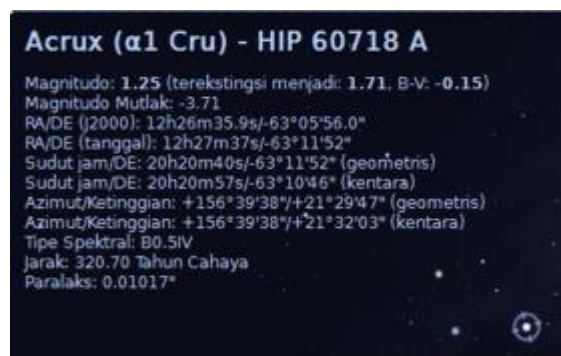 Acrux (α1 Cru) - HIP 60718 A
Magnitudo: 1.25 (terekstingsi menjadi: 1.71, B-V: -0.15)
Magnitudo Mutlak: -3.71
RA/DE (J2000): 12h26m35.9s/-63°05'56.0"
RA/DE (tanggal): 12h27m37s/-63°11'52"
Sudut jam/DE: 20h20m40s/-63°11'52" (geometris)
Sudut jam/DE: 20h20m57s/-63°10'46" (kentara)
Azimut/Ketinggian: +156°39'38"/+21°29'47" (geometris)
Azimut/Ketinggian: +156°39'38"/+21°32'03" (kentara)
Tipe Spektral: B0.5IV
Jarak: 320.70 Tahun Cahaya
Paralaks: 0.01017"